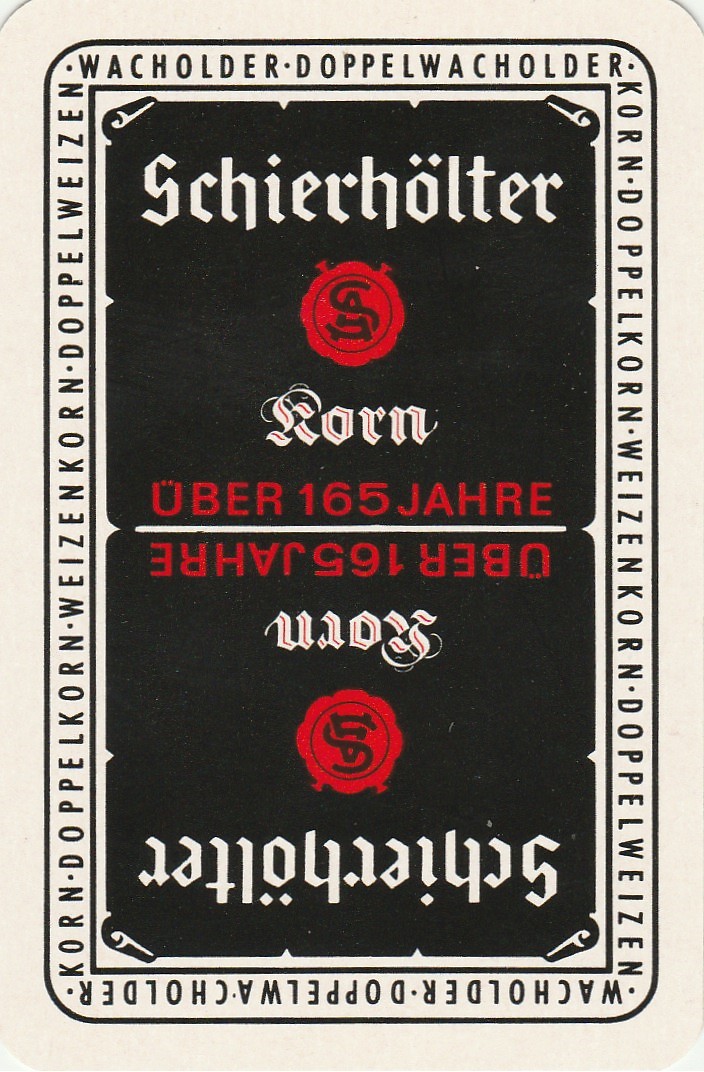 ·WACHOLDER·DOPPELWACHOLDER·
KORN·DOPPELKORN·WEIZENKORN·DOPPELWEIZEN
Schierhölter
Korn
ÜBER 165 JAHRE
ÜBER 165 JAHRE
Korn
Schierhölter
·WACHOLDER·DOPPELWACHOLDER·
KORN·DOPPELKORN·WEIZENKORN·DOPPELWEIZEN